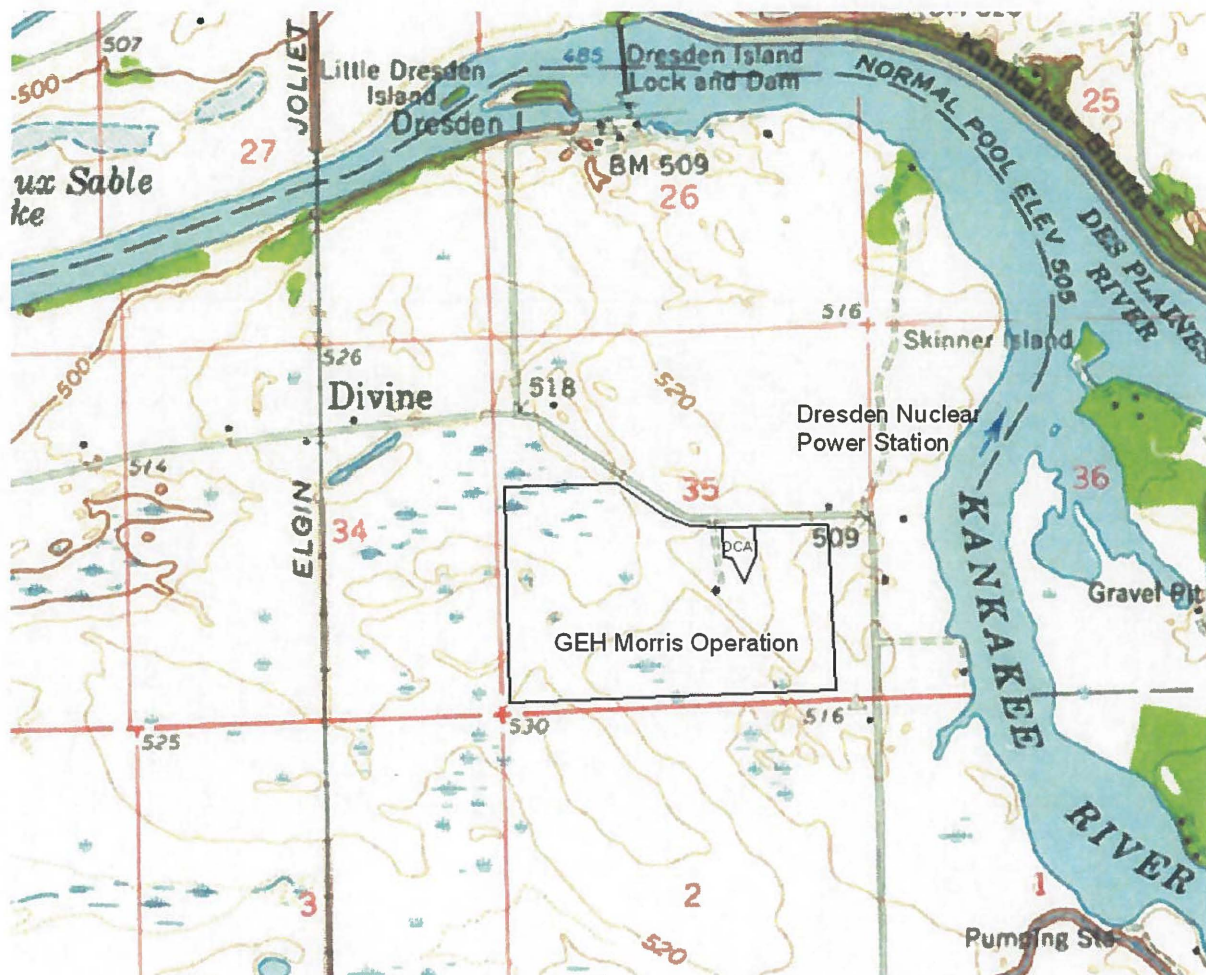 507
500
JOLIET
Little Dresden
Island
Dresden I
485
Dresden Island
Lock and Dam
Kankakee Bluffs
25
27
ux Sable
ke
BM 509
26
NORMAL POOL ELEV 505
DES PLAINES
RIVER
516
Skinner Island
526
500
Divine
518
520
Dresden Nuclear
Power Station
514
ELGIN
34
35
36
KANKAKEE
RIVER
509
DCA
Gravel Pit
GEH Morris Operation
525
530
516
3
2
1
520
Pumping Sta